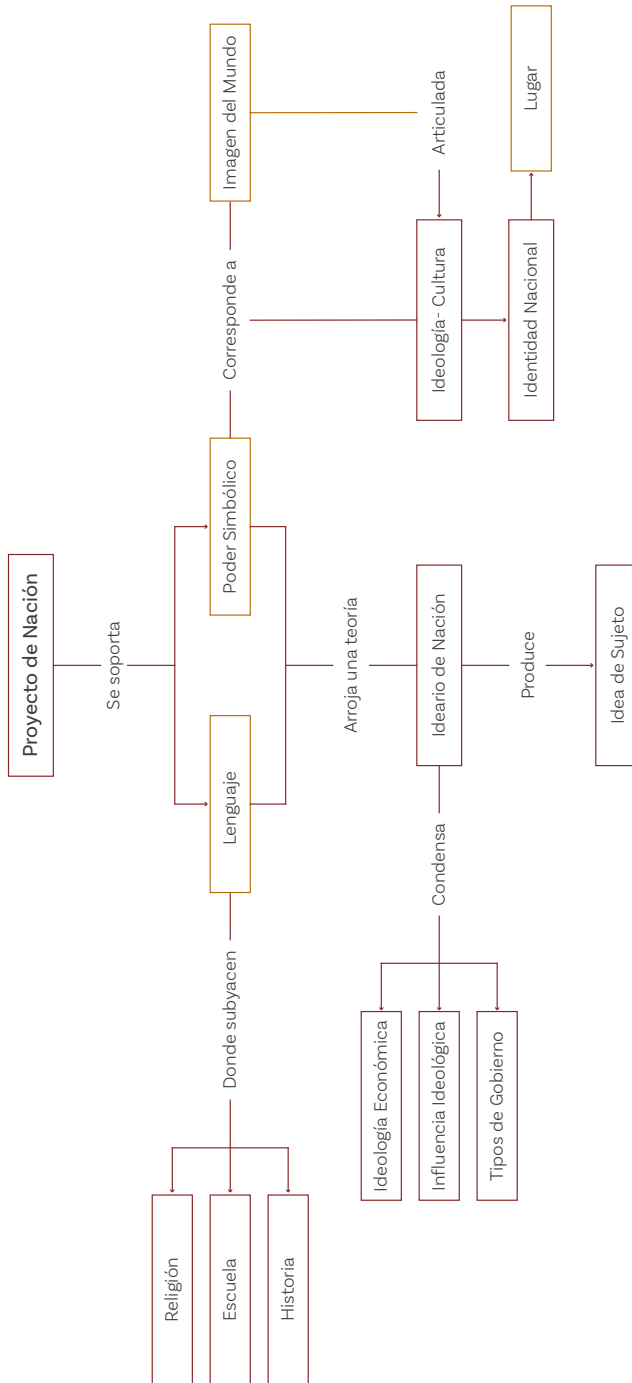 Proyecto de Nación
Se soporta
Lenguaje
Poder Simbólico
Corresponde a
Imagen del Mundo
Donde subyacen
Religión
Escuela
Historia
Arroja una teoría
Articulada
Ideario de Nación
Ideología- Cultura
Condensa
Ideología Económica
Influencia Ideológica
Tipos de Gobierno
Produce
Identidad Nacional
Lugar
Idea de Sujeto